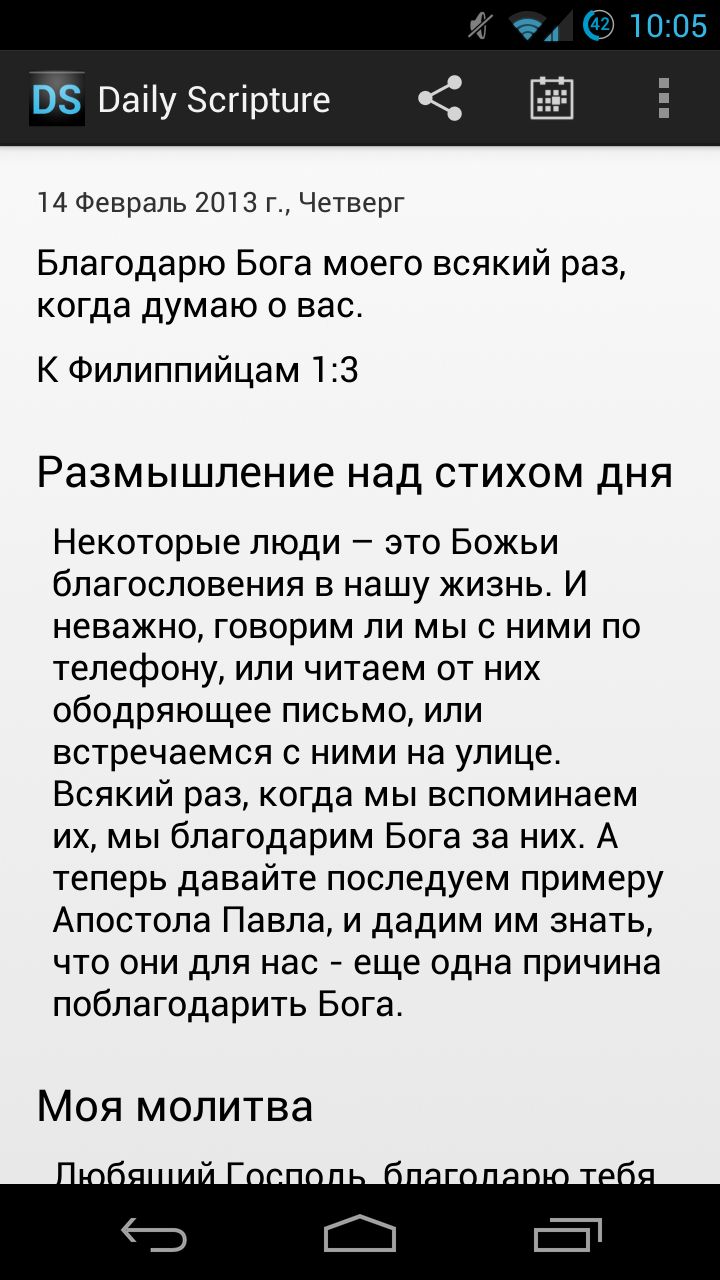 42 10:05
DS Daily Scripture
14 Февраль 2013 г., Четверг
Благодарю Бога моего всякий раз,
когда думаю о вас.
К Филиппийцам 1:3
Размышление над стихом дня
Некоторые люди – это Божьи
благословения в нашу жизнь. И
неважно, говорим ли мы с ними по
телефону, или читаем от них
ободряющее письмо, или
встречаемся с ними на улице.
Всякий раз, когда мы вспоминаем
их, мы благодарим Бога за них. А
теперь давайте последуем примеру
Апостола Павла, и дадим им знать,
что они для нас - еще одна причина
поблагодарить Бога.
Моя молитва
Любящий Господь, благодарю тебя